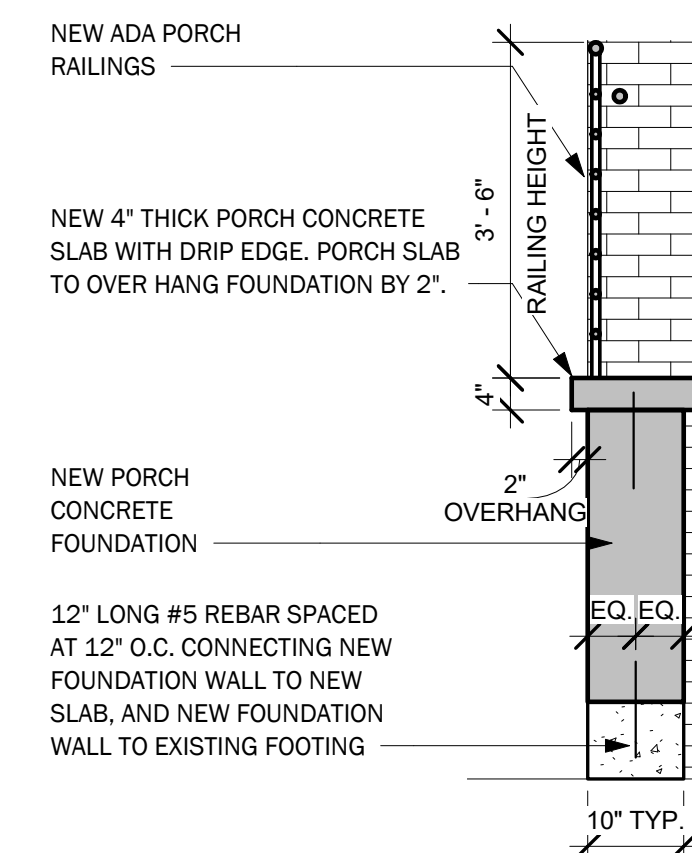 NEW ADA PORCH
RAILINGS
3' - 6"
RAILING HEIGHT
NEW 4" THICK PORCH CONCRETE
SLAB WITH DRIP EDGE. PORCH SLAB
TO OVER HANG FOUNDATION BY 2".
4"
2"
OVERHANG
NEW PORCH
CONCRETE
FOUNDATION
EQ. EQ.
12" LONG #5 REBAR SPACED
AT 12" O.C. CONNECTING NEW
FOUNDATION WALL TO NEW
SLAB, AND NEW FOUNDATION
WALL TO EXISTING FOOTING
10" TYP.